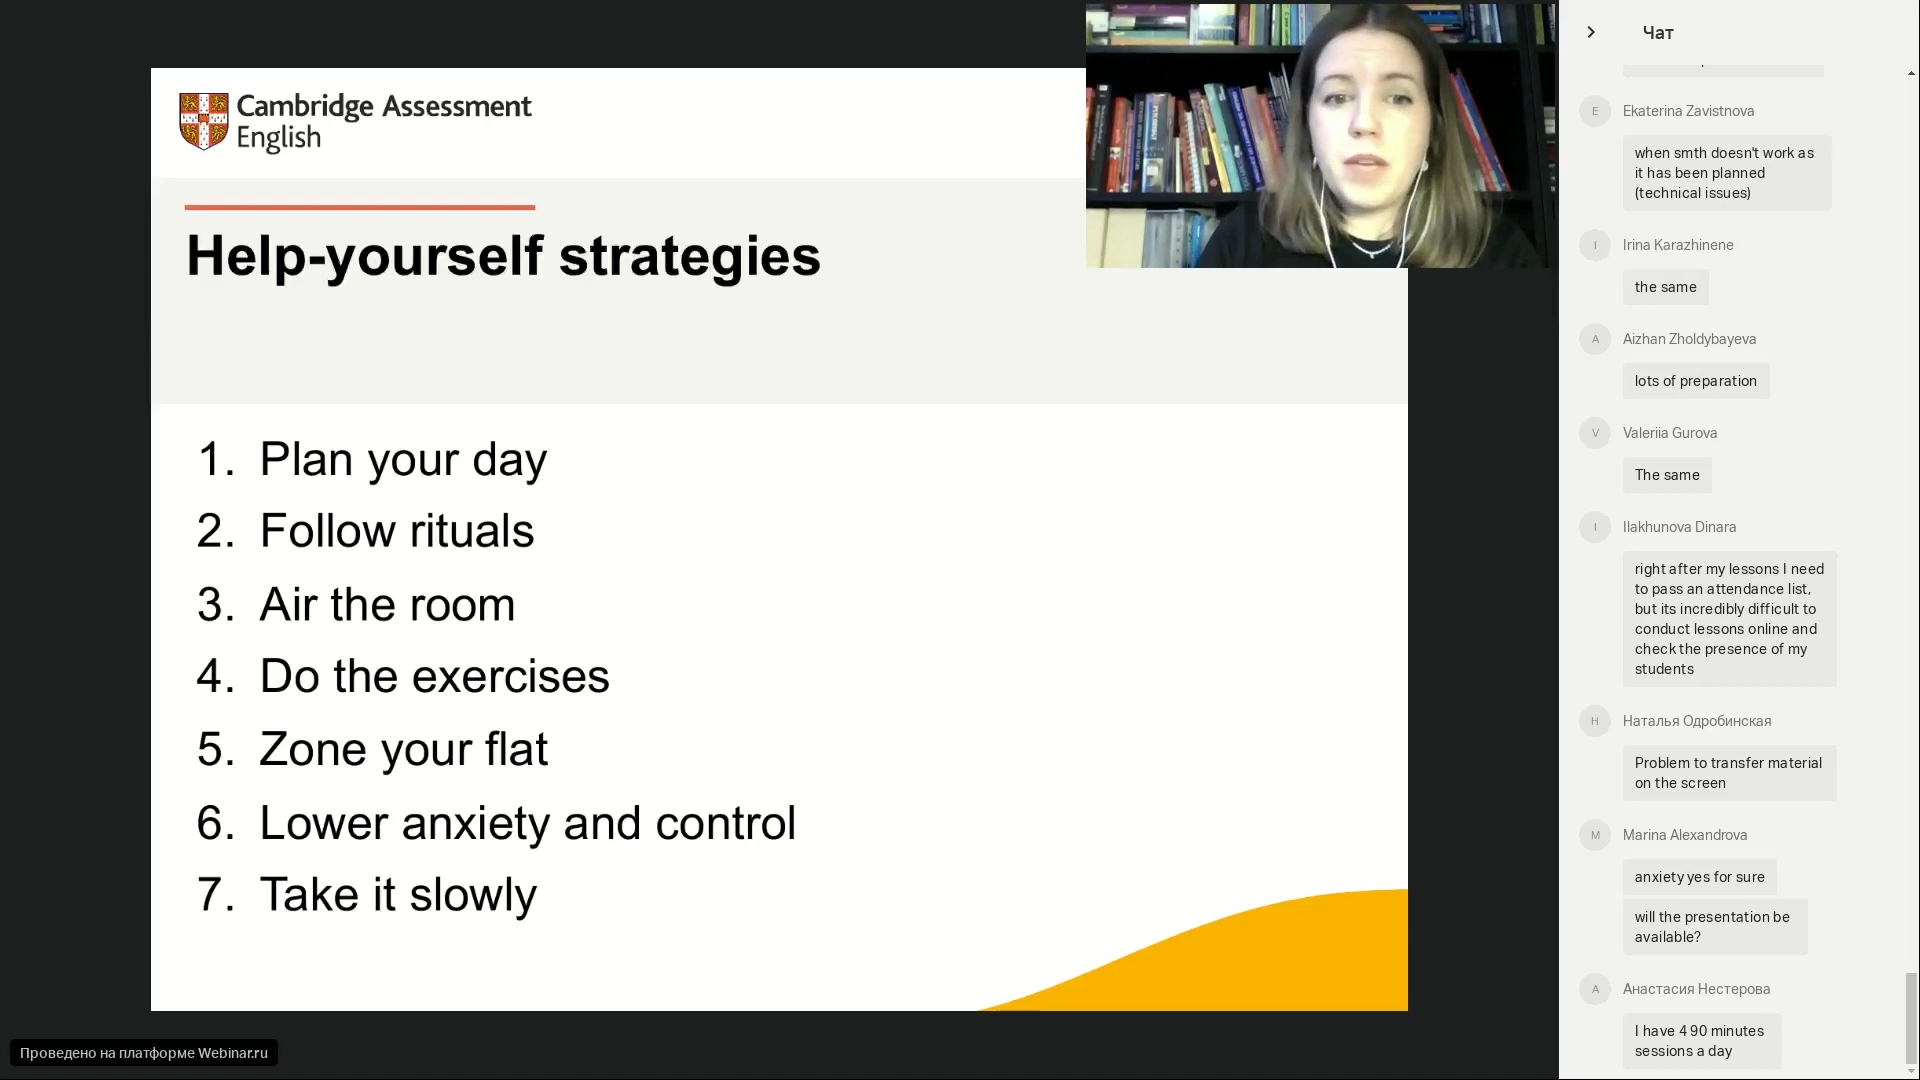 Cambridge Assessment
English
Help-yourself strategies
1. Plan your day
2. Follow rituals
3. Air the room
4. Do the exercises
5. Zone your flat
6. Lower anxiety and control
7. Take it slowly
Проведено на платформе Webinar.ru
Чат
E
Ekaterina Zavistnova
when smth doesn't work as
it has been planned
(technical issues)
I
Irina Karazhinene
the same
A
Aizhan Zholdybayeva
lots of preparation
V
Valeriia Gurova
The same
I
Ilakhunova Dinara
right after my lessons I need
to pass an attendance list,
but its incredibly difficult to
conduct lessons online and
check the presence of my
students
Н
Наталья Одробинская
Problem to transfer material
on the screen
M
Marina Alexandrova
anxiety yes for sure
will the presentation be
available?
А
Анастасия Нестерова
I have 4 90 minutes
sessions a day